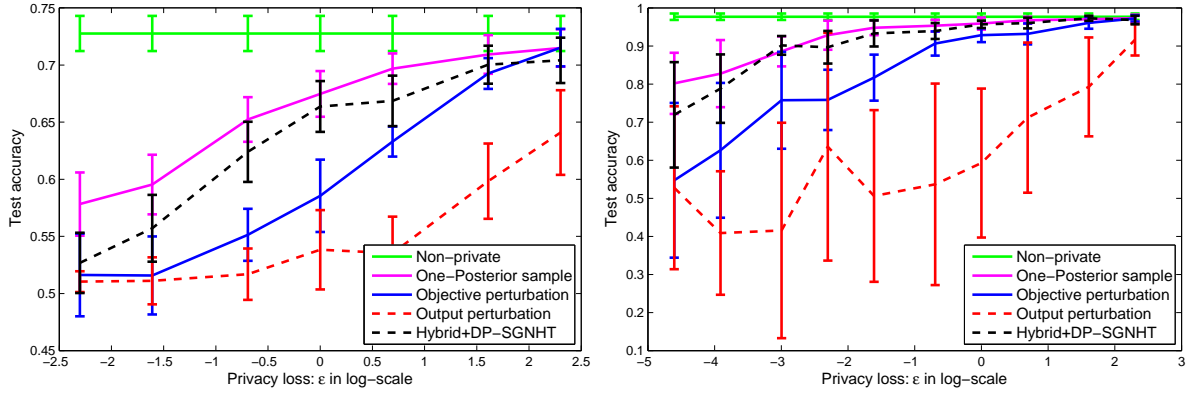 0.75
0.7
0.65
0.6
0.55
0.5
0.45
Test accuracy
−2.5 −2 −1.5 −1 −0.5 0 0.5 1 1.5 2 2.5
Privacy loss: ε in log−scale
Non−private
One−Posterior sample
Objective perturbation
Output perturbation
Hybrid+DP−SGNHT
1
0.9
0.8
0.7
0.6
0.5
0.4
0.3
0.2
0.1
Test accuracy
−5 −4 −3 −2 −1 0 1 2 3
Privacy loss: ε in log−scale
Non−private
One−Posterior sample
Objective perturbation
Output perturbation
Hybrid+DP−SGNHT